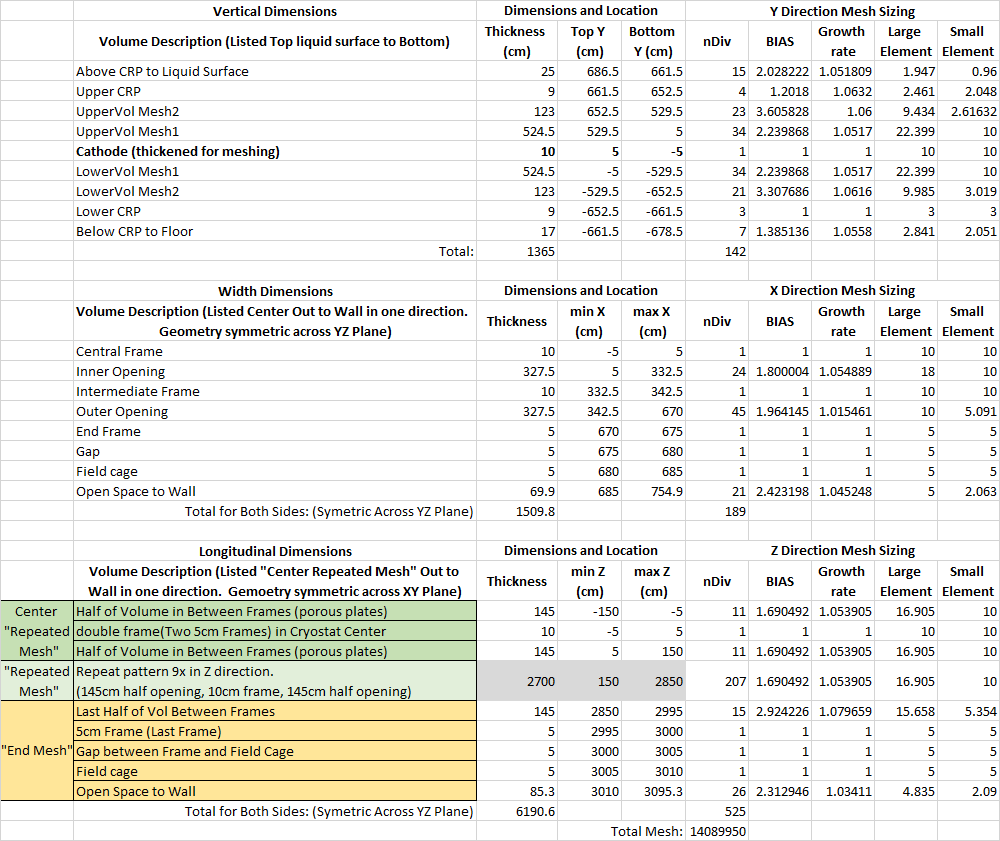 Vertical Dimensions Dimensions and Location Y Direction Mesh Sizing
Volume Description (Listed Top liquid surface to Bottom) Thickness (cm) Top Y (cm) Bottom Y (cm) nDiv BIAS Growth rate Large Element Small Element
Above CRP to Liquid Surface 25 686.5 661.5 15 2.028222 1.051809 1.947 0.96
Upper CRP 9 661.5 652.5 4 1.2018 1.0632 2.461 2.048
UpperVol Mesh2 123 652.5 529.5 23 3.605828 1.06 9.434 2.61632
UpperVol Mesh1 524.5 529.5 5 34 2.239868 1.0517 22.399 10
Cathode (thickened for meshing) 10 5 -5 1 1 1 10 10
LowerVol Mesh1 524.5 -5 -529.5 34 2.239868 1.0517 22.399 10
LowerVol Mesh2 123 -529.5 -652.5 21 3.307686 1.0616 9.985 3.019
Lower CRP 9 -652.5 -661.5 3 1 1 3 3
Below CRP to Floor 17 -661.5 -678.5 7 1.385136 1.0558 2.841 2.051
Total: 1365 142
Width Dimensions Dimensions and Location X Direction Mesh Sizing
Volume Description (Listed Center Out to Wall in one direction. Geometry symmetric across YZ Plane) Thickness min X (cm) max X (cm) nDiv BIAS Growth rate Large Element Small Element
Central Frame 10 -5 5 1 1 1 10 10
Inner Opening 327.5 5 332.5 24 1.800004 1.054889 18 10
Intermediate Frame 10 332.5 342.5 1 1 1 10 10
Outer Opening 327.5 342.5 670 45 1.964145 1.015461 10 5.091
End Frame 5 670 675 1 1 1 5 5
Gap 5 675 680 1 1 1 5 5
Field cage 5 680 685 1 1 1 5 5
Open Space to Wall 69.9 685 754.9 21 2.423198 1.045248 5 2.063
Total for Both Sides: (Symetric Across YZ Plane) 1509.8 189
Longitudinal Dimensions Dimensions and Location Z Direction Mesh Sizing
Volume Description (Listed "Center Repeated Mesh" Out to Wall in one direction. Gemoetry symmetric across XY Plane) Thickness min Z (cm) max Z (cm) nDiv BIAS Growth rate Large Element Small Element
Center "Repeated Mesh" Half of Volume in Between Frames (porous plates) 145 -150 -5 11 1.690492 1.053905 16.905 10
double frame(Two 5cm Frames) in Cryostat Center 10 -5 5 1 1 1 10 10
Half of Volume in Between Frames (porous plates) 145 5 150 11 1.690492 1.053905 16.905 10
"Repeated Mesh" Repeat pattern 9x in Z direction. (145cm half opening, 10cm frame, 145cm half opening) 2700 150 2850 207 1.690492 1.053905 16.905 10
"End Mesh" Last Half of Vol Between Frames 145 2850 2995 15 2.924226 1.079659 15.658 5.354
5cm Frame (Last Frame) 5 2995 3000 1 1 1 5 5
Gap between Frame and Field Cage 5 3000 3005 1 1 1 5 5
Field cage 5 3005 3010 1 1 1 5 5
Open Space to Wall 85.3 3010 3095.3 26 2.312946 1.03411 4.835 2.09
Total for Both Sides: (Symetric Across YZ Plane) 6190.6 525
Total Mesh: 14089950